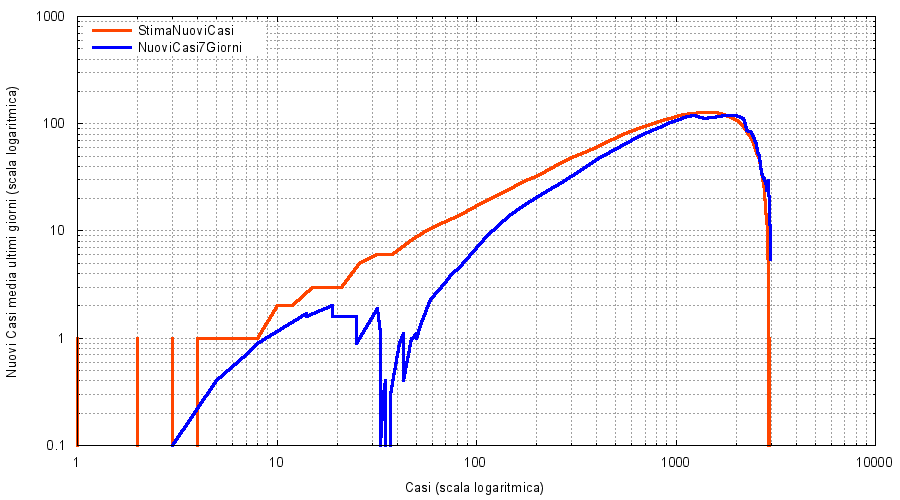 1000
StimaNuoviCasi
NuoviCasi7Giorni
100
10
1
0.1
Nuovi Casi media ultimi giorni (scala logaritmica)
1 10 100 1000 10000
Casi (scala logaritmica)